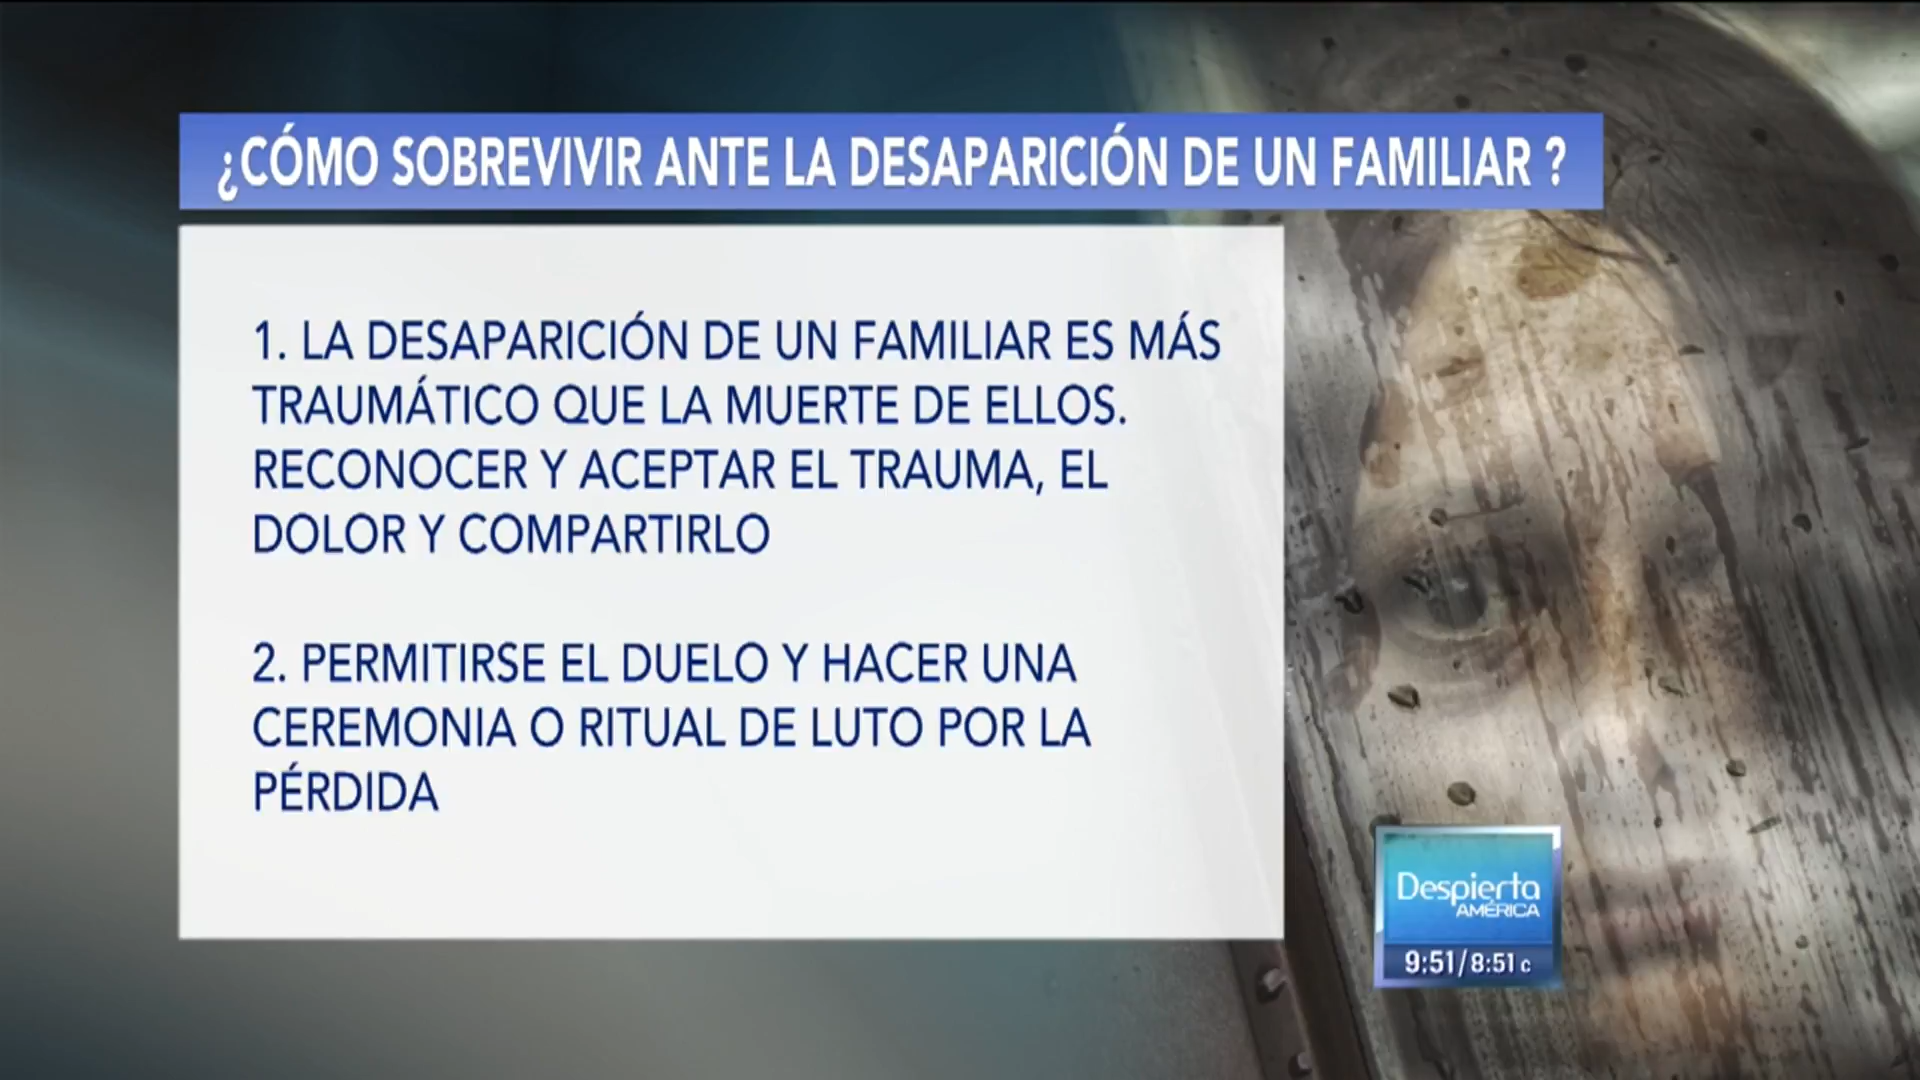 ¿CÓMO SOBREVIVIR ANTE LA DESAPARICIÓN DE UN FAMILIAR ?
1. LA DESAPARICIÓN DE UN FAMILIAR ES MÁS
TRAUMÁTICO QUE LA MUERTE DE ELLOS.
RECONOCER Y ACEPTAR EL TRAUMA, EL
DOLOR Y COMPARTIRLO
2. PERMITIRSE EL DUELO Y HACER UNA
CEREMONIA O RITUAL DE LUTO POR LA
PÉRDIDA
Despierta
AMÉRICA
9:51/8:51 c